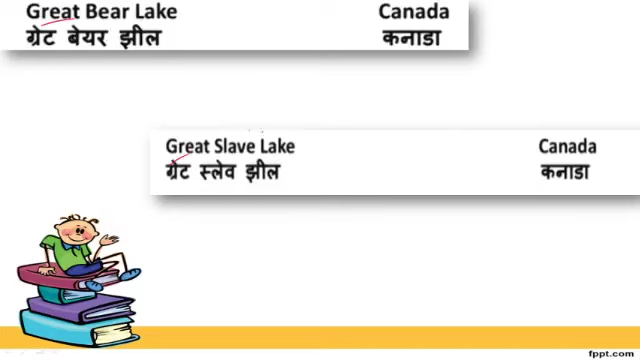 Great Bear Lake Canada
ग्रेट बेयर झील कनाडा
Great Slave Lake Canada
ग्रेट स्लेव झील कनाडा
fppt.com